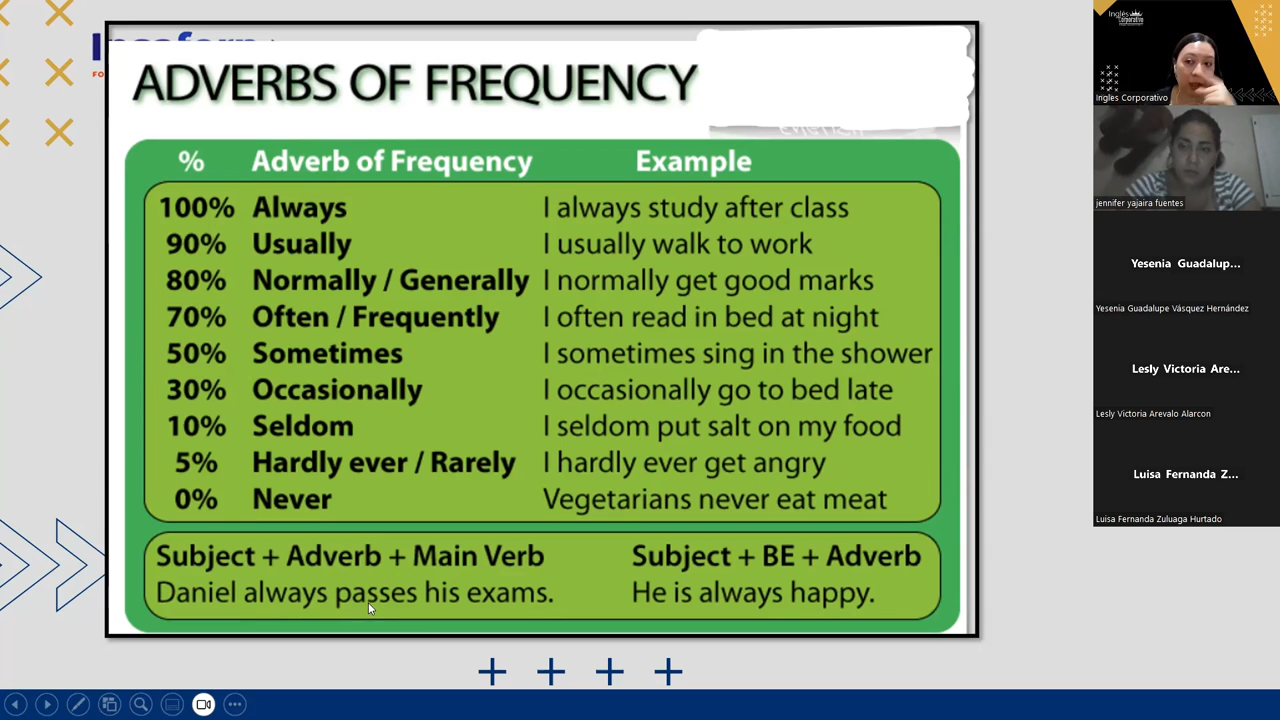 ADVERBS OF FREQUENCY
% Adverb of Frequency Example
100% Always I always study after class
90% Usually I usually walk to work
80% Normally / Generally I normally get good marks
70% Often / Frequently I often read in bed at night
50% Sometimes I sometimes sing in the shower
30% Occasionally I occasionally go to bed late
10% Seldom I seldom put salt on my food
5% Hardly ever / Rarely I hardly ever get angry
0% Never Vegetarians never eat meat
Subject + Adverb + Main Verb Subject + BE + Adverb
Daniel always passes his exams. He is always happy.
Inglés
Corporativo
Ingles Corporativo
jennifer yajaira fuentes
Yesenia Guadalup...
Yesenia Guadalupe Vásquez Hernández
Lesly Victoria Are...
Lesly Victoria Arevalo Alarcon
Luisa Fernanda Z...
Luisa Fernanda Zuluaga Hurtado